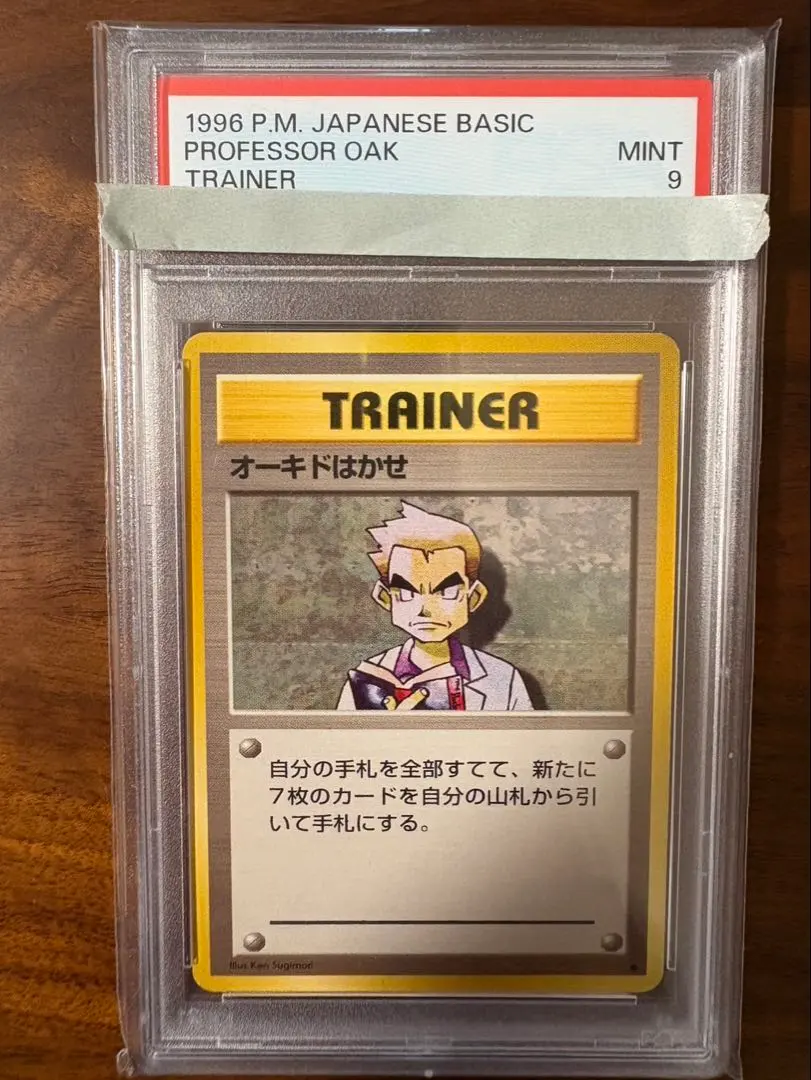 1996 P.M. JAPANESE BASIC
PROFESSOR OAK MINT
TRAINER 9
TRAINER
オーキドはかせ
自分の手札を全部すてて、新たに
7枚のカードを自分の山札から引
いて手札にする。
Illus. Ken Sugimori